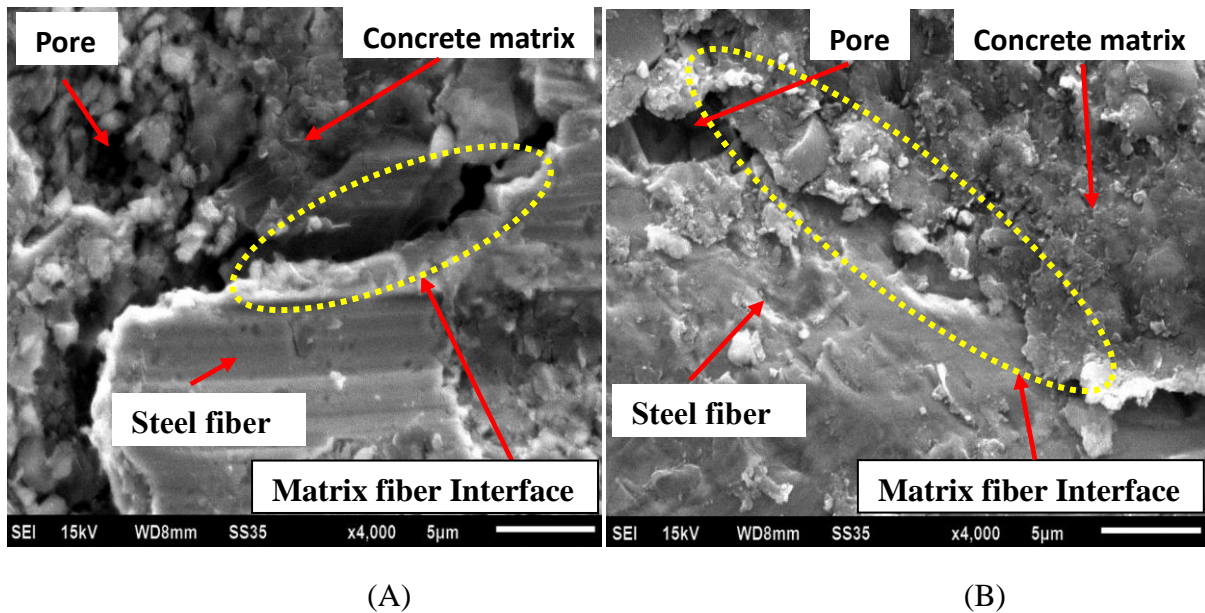 Pore
Concrete matrix
Steel fiber
Matrix fiber Interface
SEI 15kV WD8mm SS35 x4,000 5µm
(A)
Pore
Concrete matrix
Steel fiber
Matrix fiber Interface
SEI 15kV WD8mm SS35 x4,000 5µm
(B)